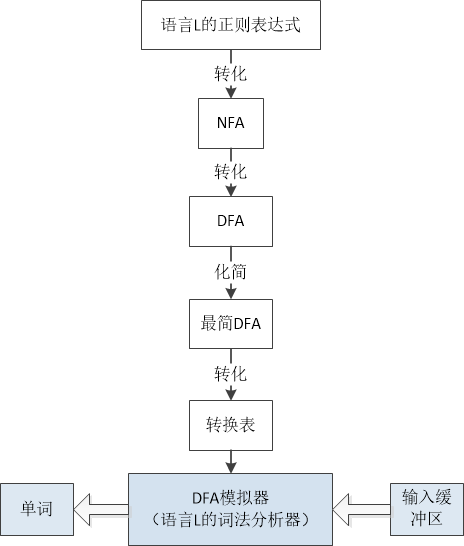 语言L的正则表达式
转化
NFA
转化
DFA
化简
最简DFA
转化
转换表
单词
DFA模拟器
（语言L的词法分析器）
输入缓
冲区